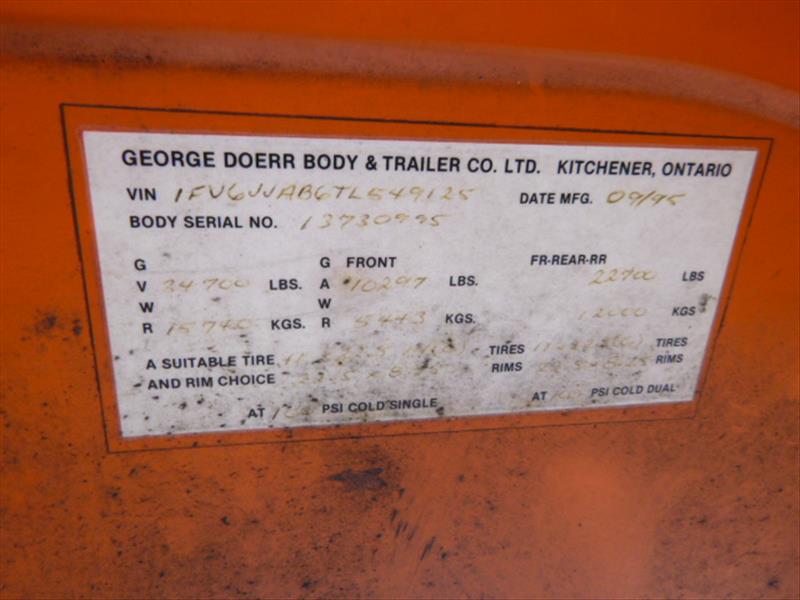 GEORGE DOERR BODY & TRAILER CO. LTD. KITCHENER, ONTARIO
VIN 1FV6JJAB6TL549125 DATE MFG. 09/95
BODY SERIAL NO. 13730995
G G FRONT FR-REAR-RR
V 34700 LBS. A 10297 LBS. 22700 LBS
W W
R 15740 KGS. R 5443 KGS. 12000 KGS
A SUITABLE TIRE TIRES TIRES
AND RIM CHOICE RIMS RIMS
AT PSI COLD SINGLE AT PSI COLD DUAL